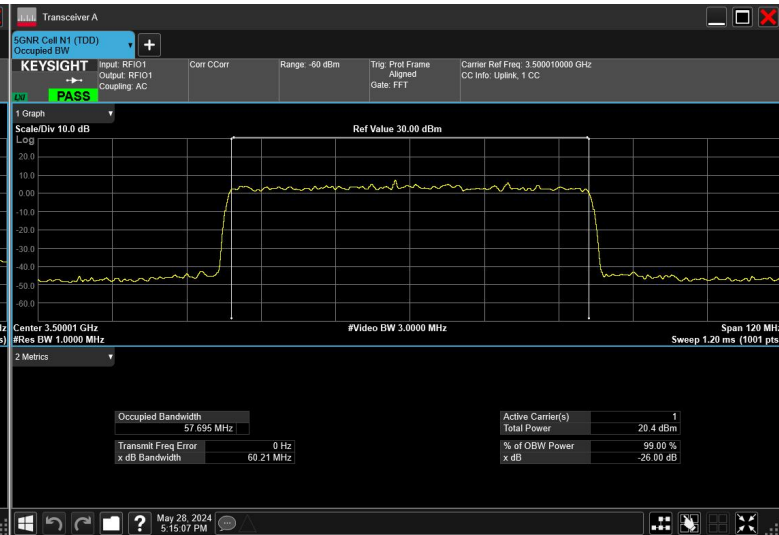 Transceiver A
5GNR Cell N1 (TDD)
Occupied BW
KEYSIGHT
LXI
PASS
Input: RFIO1
Output: RFIO1
Coupling: AC
Corr CCorr
Range: -60 dBm
Trig: Prot Frame
Aligned
Gate: FFT
Carrier Ref Freq: 3.500010000 GHz
CC Info: Uplink, 1 CC
1 Graph
Scale/Div 10.0 dB
Ref Value 30.00 dBm
Log
20.0
10.0
0.00
-10.0
-20.0
-30.0
-40.0
-50.0
-60.0
Center 3.50001 GHz
#Video BW 3.0000 MHz
Span 120 MHz
#Res BW 1.0000 MHz
Sweep 1.20 ms (1001 pts
2 Metrics
Occupied Bandwidth
57.695 MHz
Transmit Freq Error 0 Hz
x dB Bandwidth 60.21 MHz
Active Carrier(s) 1
Total Power 20.4 dBm
% of OBW Power 99.00 %
x dB -26.00 dB
?
May 28, 2024
5:15:07 PM